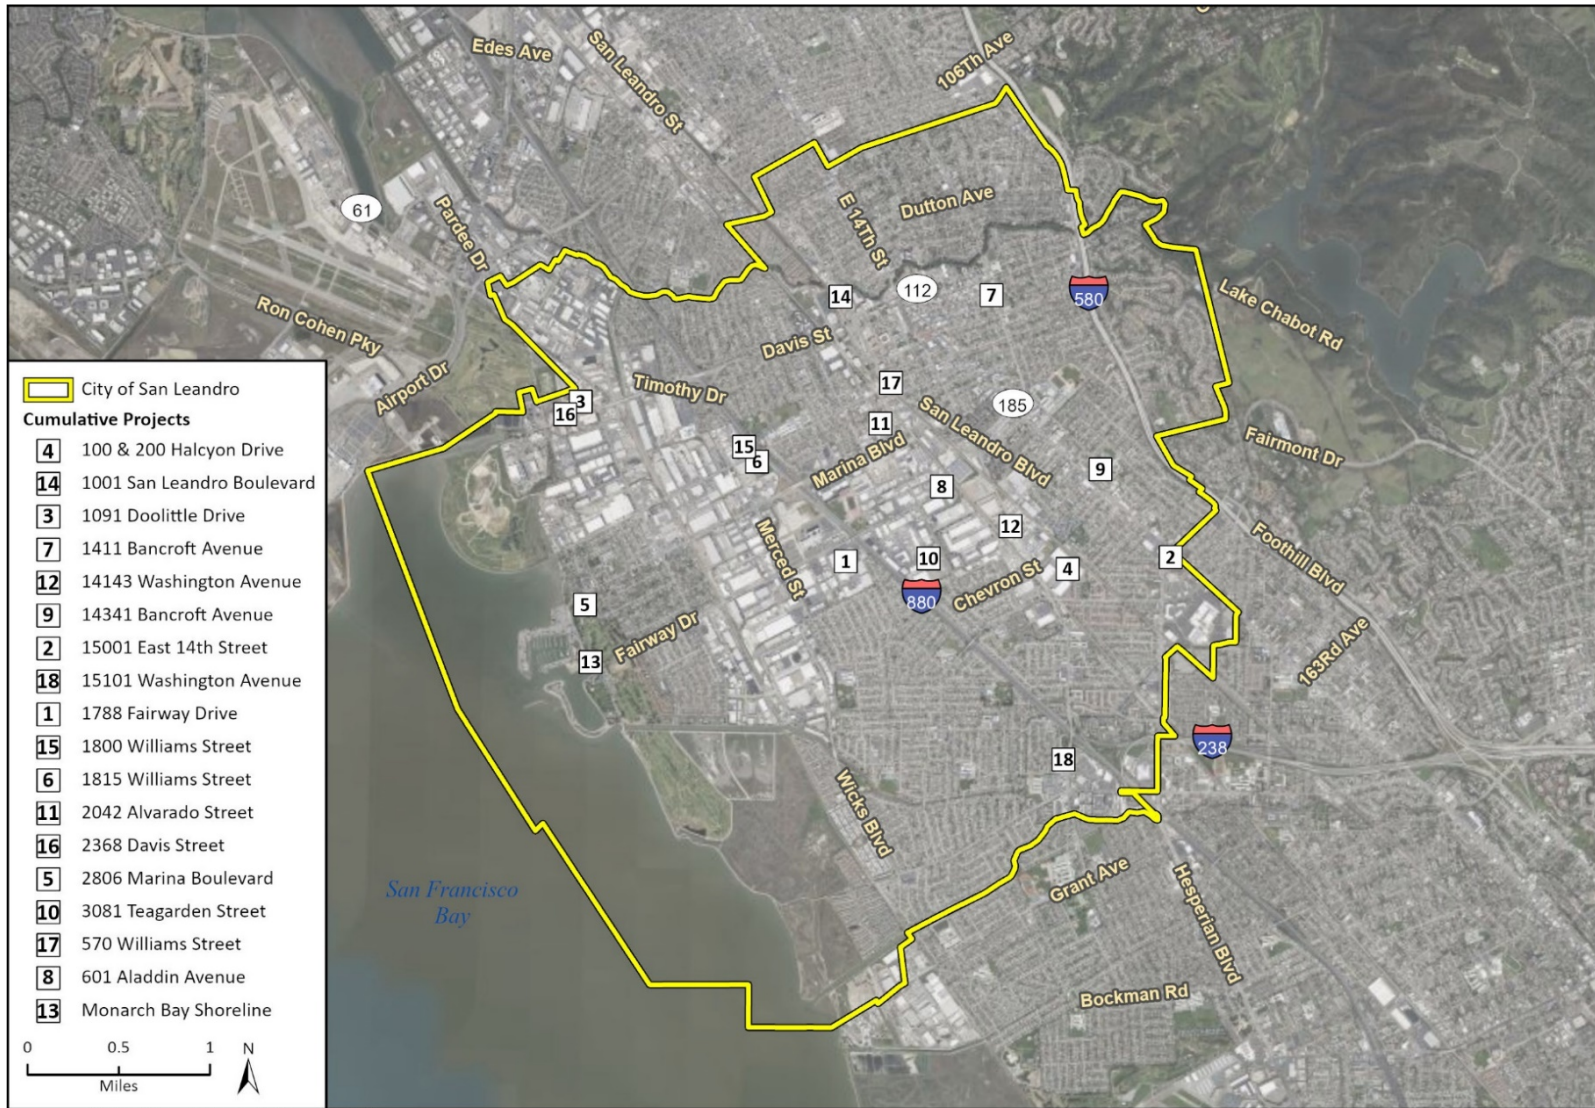 Edes Ave
San Leandro St
106Th Ave
61
Pardee Dr
E 14Th St
Dutton Ave
Ron Cohen Pky
Airport Dr
14
112
7
580
Lake Chabot Rd
Davis St
Timothy Dr
3
16
17
185
11
San Leandro Blvd
Fairmont Dr
15
6
Marina Blvd
8
9
12
Merced St
1
10
880
Chevron St
4
2
Foothill Blvd
5
Fairway Dr
13
163Rd Ave
238
18
Wicks Blvd
Grant Ave
Hesperian Blvd
Bockman Rd
San Francisco
Bay
City of San Leandro
Cumulative Projects
4 100 & 200 Halcyon Drive
14 1001 San Leandro Boulevard
3 1091 Doolittle Drive
7 1411 Bancroft Avenue
12 14143 Washington Avenue
9 14341 Bancroft Avenue
2 15001 East 14th Street
18 15101 Washington Avenue
1 1788 Fairway Drive
15 1800 Williams Street
6 1815 Williams Street
11 2042 Alvarado Street
16 2368 Davis Street
5 2806 Marina Boulevard
10 3081 Teagarden Street
17 570 Williams Street
8 601 Aladdin Avenue
13 Monarch Bay Shoreline
0 0.5 1
Miles
N